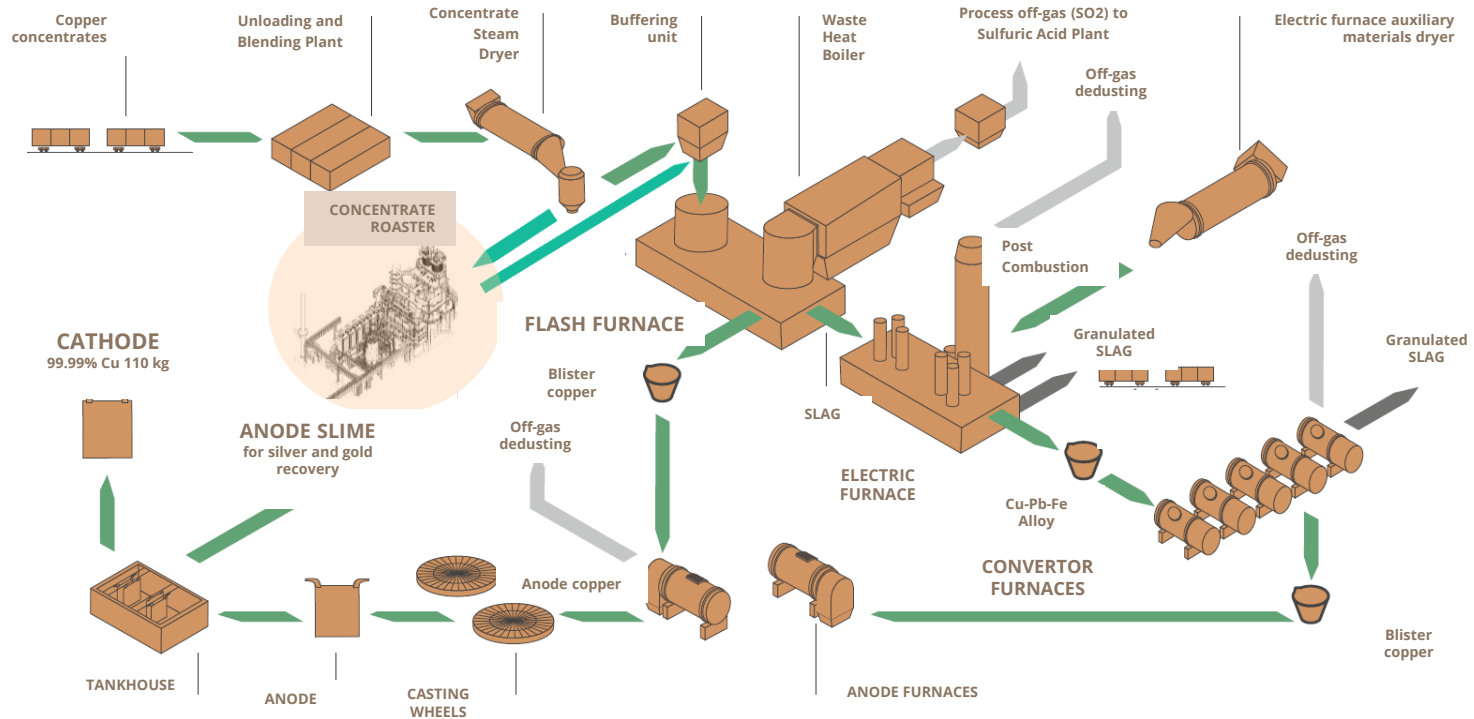 Copper
concentrates
Unloading and
Blending Plant
Concentrate
Steam
Dryer
Buffering
unit
Waste
Heat
Boiler
Process off-gas (SO2) to
Sulfuric Acid Plant
Electric furnace auxiliary
materials dryer
Off-gas
dedusting
CONCENTRATE
ROASTER
Post
Combustion
Off-gas
dedusting
FLASH FURNACE
CATHODE
99.99% Cu 110 kg
Granulated
SLAG
Granulated
SLAG
Blister
copper
SLAG
ANODE SLIME
for silver and gold
recovery
Off-gas
dedusting
ELECTRIC
FURNACE
Cu-Pb-Fe
Alloy
CONVERTOR
FURNACES
Anode copper
Blister
copper
TANKHOUSE
ANODE
CASTING
WHEELS
ANODE FURNACES